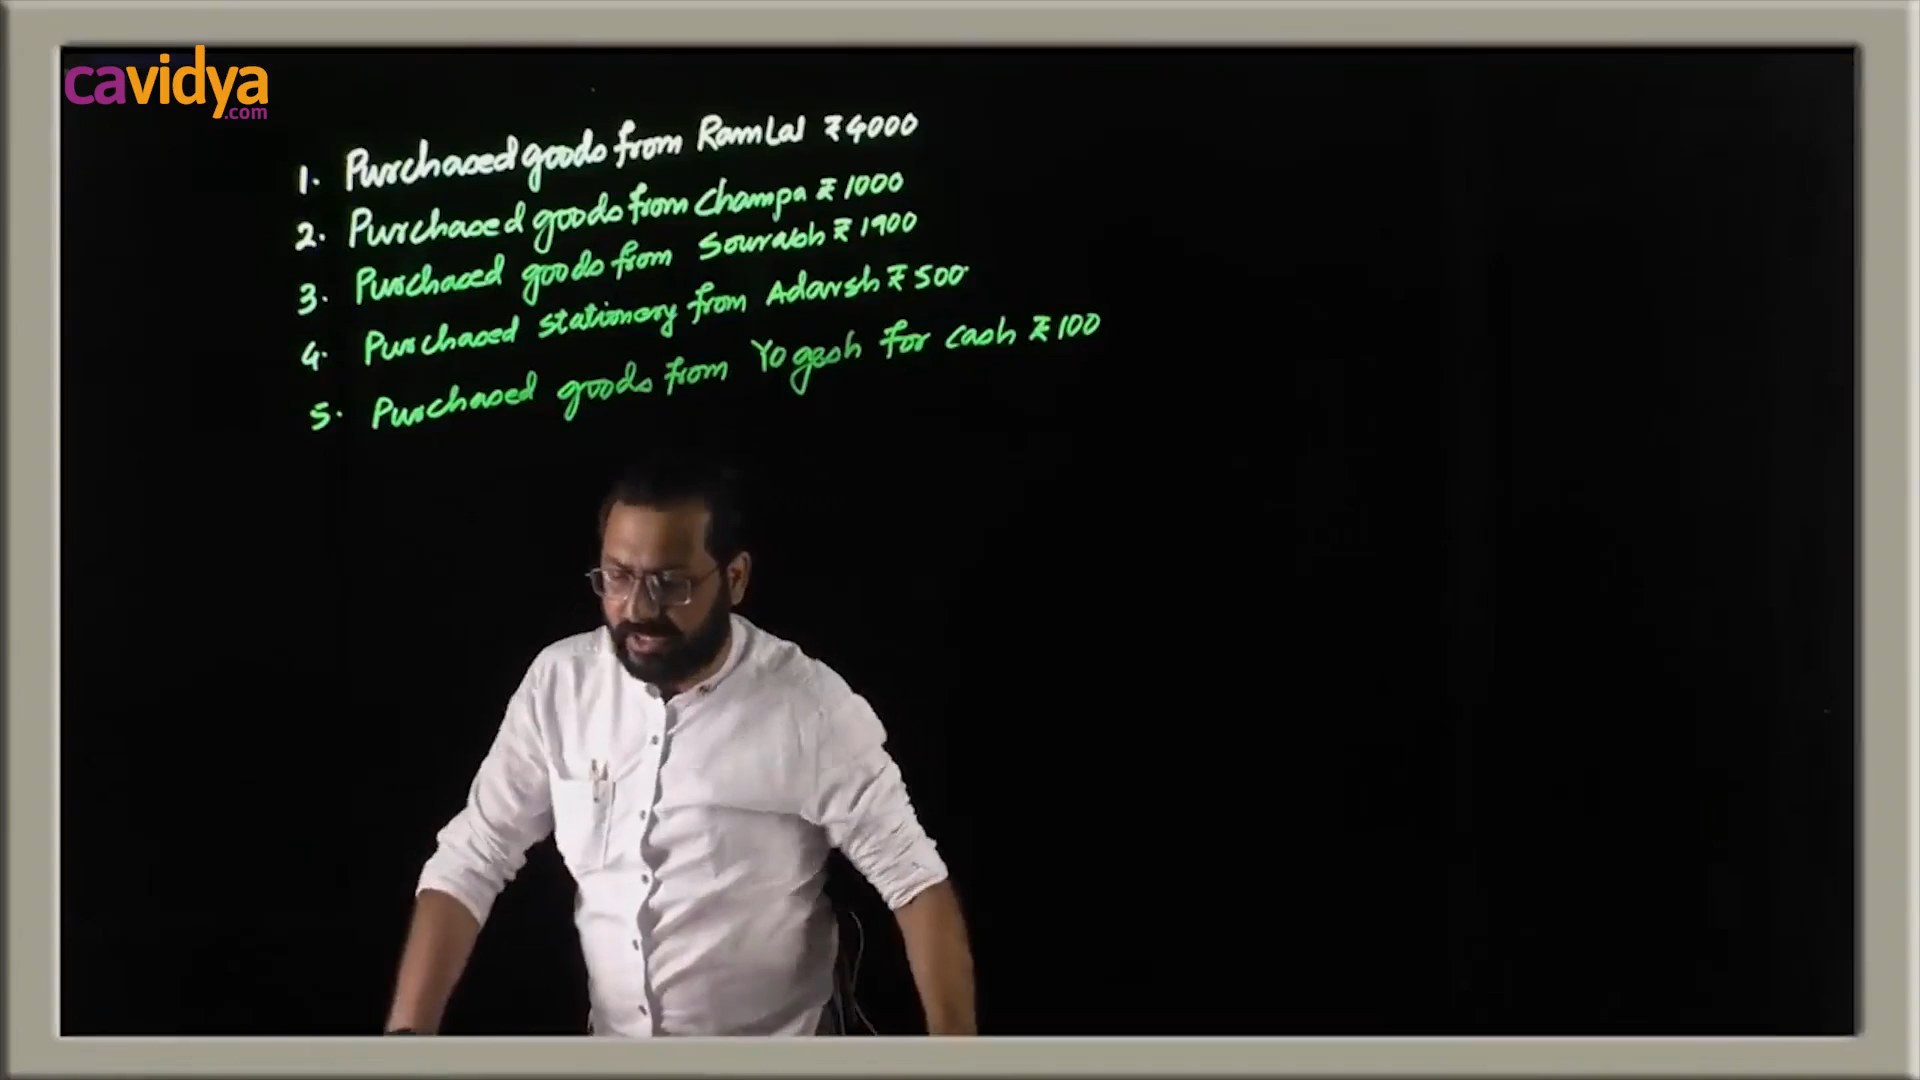 cavidya
.com
1. Purchased goods from RamLal ₹4000
2. Purchased goods from Champa ₹1000
3. Purchased goods from Sourabh ₹1900
4. Purchased stationery from Adarsh ₹500
5. Purchased goods from Yogesh for cash ₹100